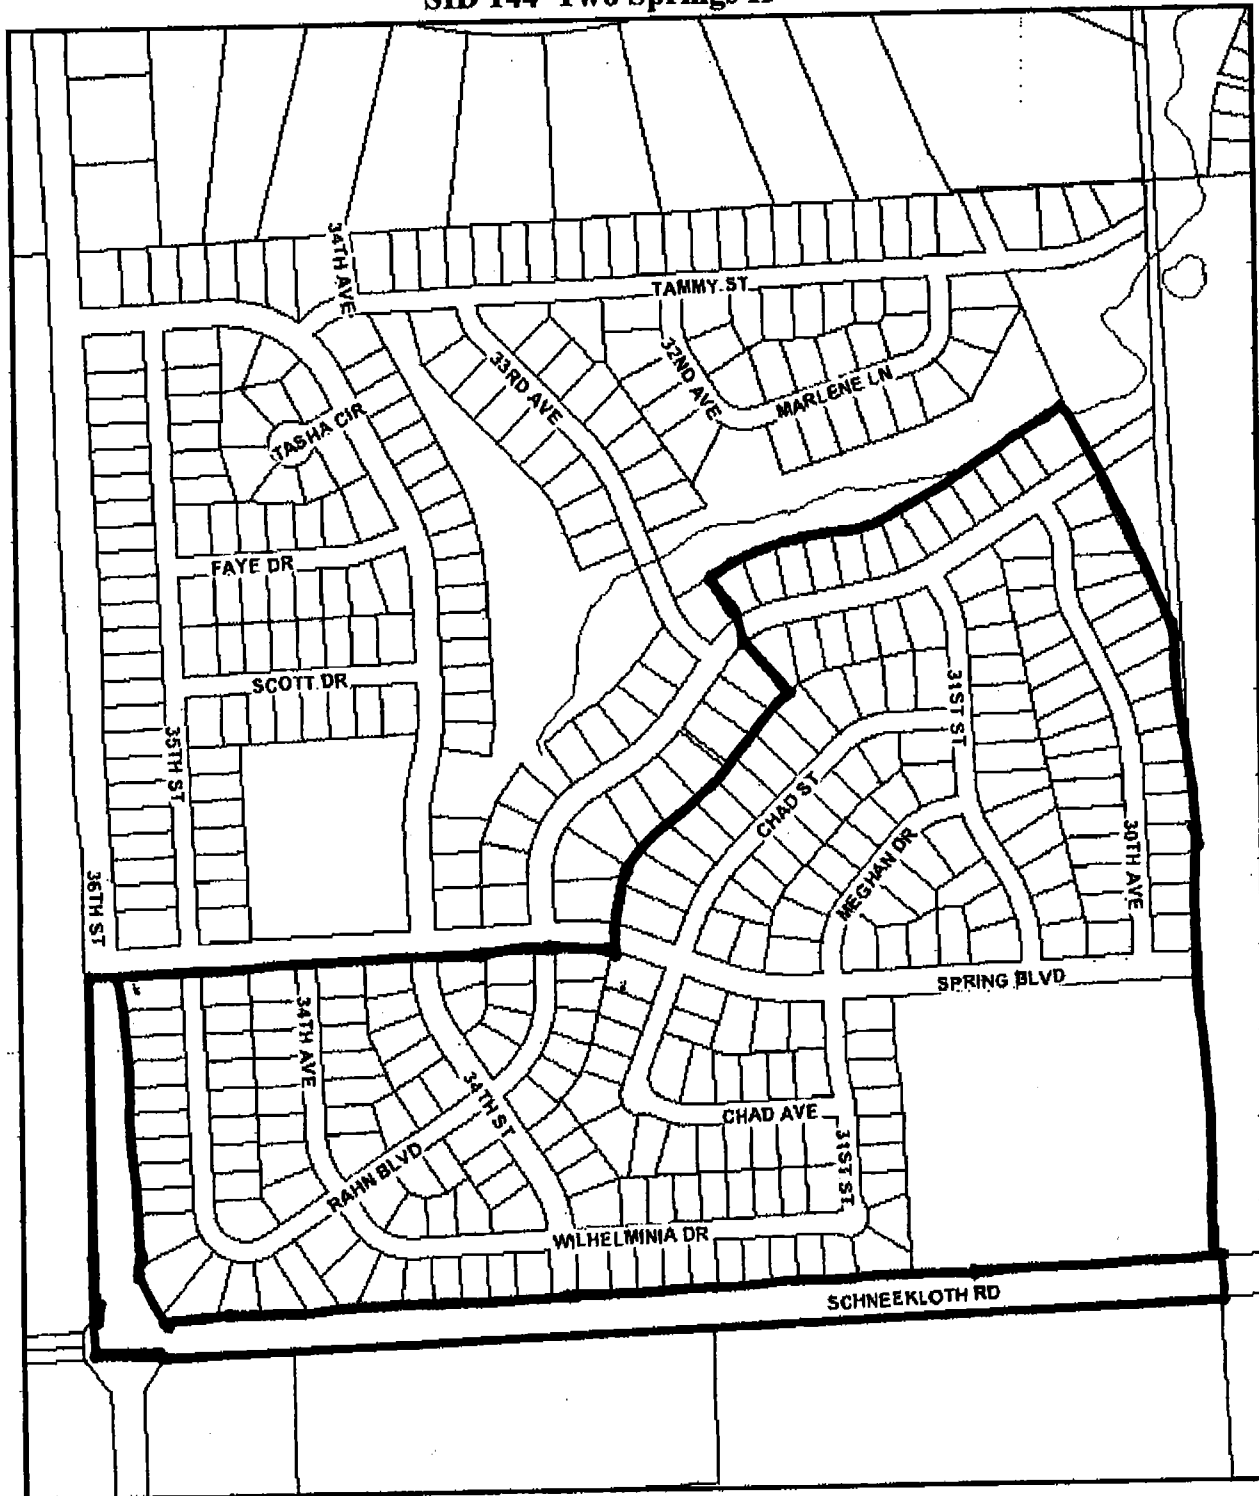 SID 144 Two Springs II
34TH AVE
TAMMY ST
33RD AVE
32ND AVE
MARLENE LN
TASHA CIR
FAYE DR
SCOTT DR
31ST ST
35TH ST
CHAD ST
MEGHAN DR
30TH AVE
36TH ST
SPRING BLVD
34TH AVE
34TH ST
CHAD AVE
31ST ST
RAHN BLVD
WILHELMINIA DR
SCHNEEKLOTH RD